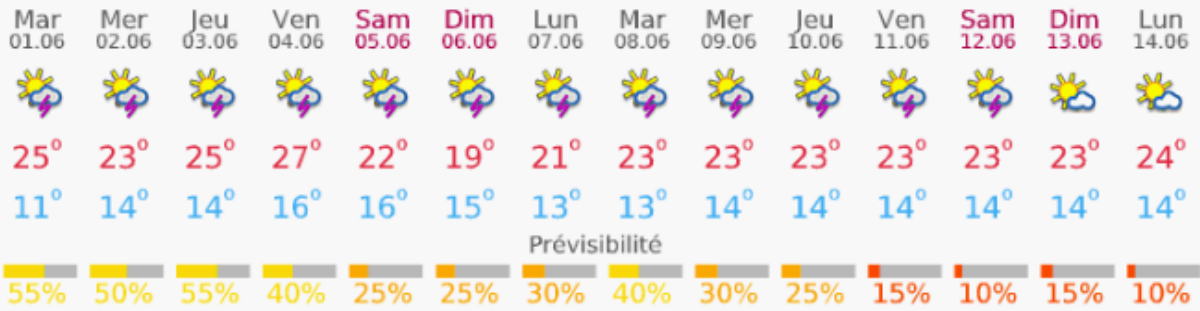 Mar Mer Jeu Ven Sam Dim Lun Mar Mer Jeu Ven Sam Dim Lun
01.06 02.06 03.06 04.06 05.06 06.06 07.06 08.06 09.06 10.06 11.06 12.06 13.06 14.06
25° 23° 25° 27° 22° 19° 21° 23° 23° 23° 23° 23° 23° 24°
11° 14° 14° 16° 16° 15° 13° 13° 14° 14° 14° 14° 14° 14°
Prévisibilité
55% 50% 55% 40% 25% 25% 30% 40% 30% 25% 15% 10% 15% 10%